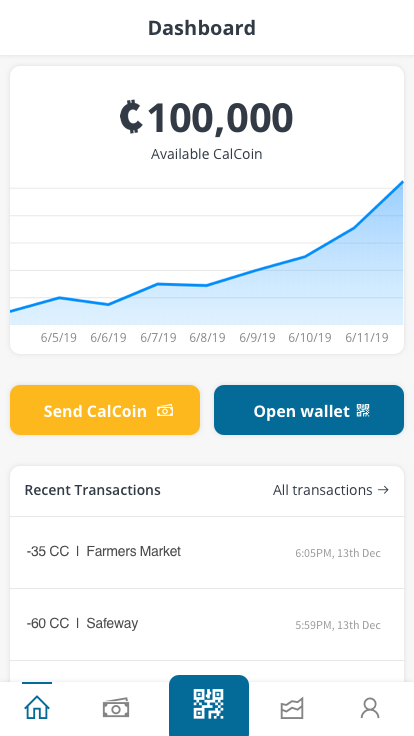 Dashboard
₵100,000
Available CalCoin
6/5/19 6/6/19 6/7/19 6/8/19 6/9/19 6/10/19 6/11/19
Send CalCoin
Open wallet
Recent Transactions All transactions →
-35 CC | Farmers Market 6:05PM, 13th Dec
-60 CC | Safeway 5:59PM, 13th Dec